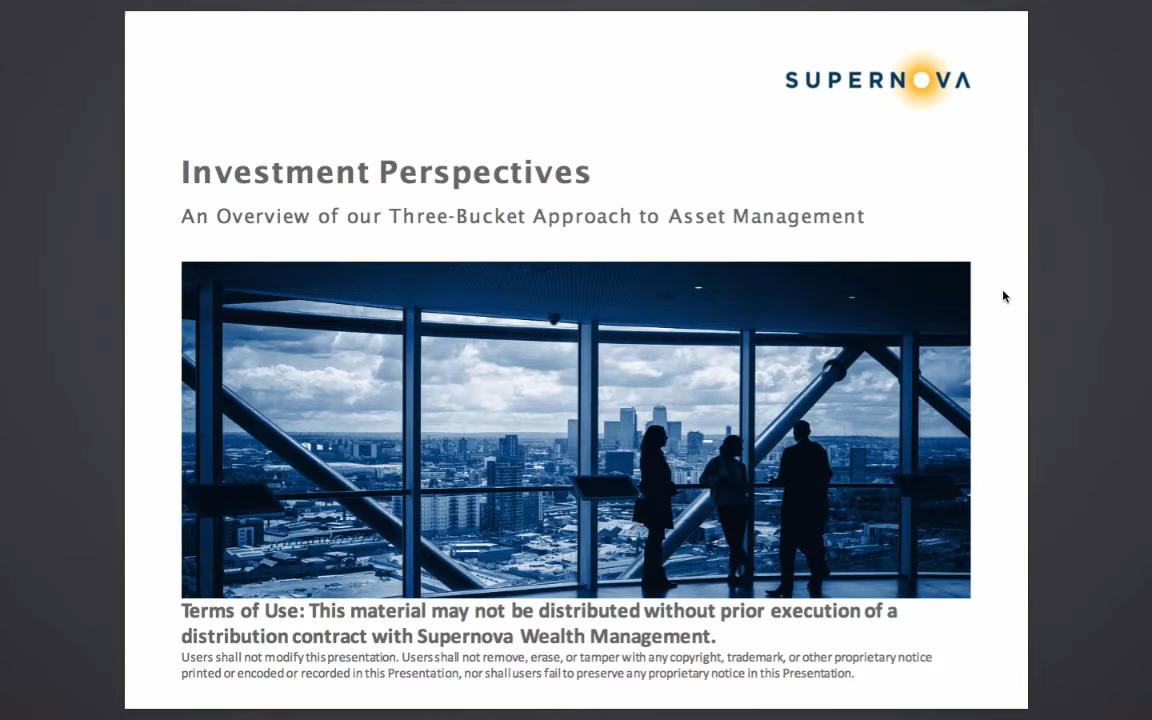 SUPERNOVA
Investment Perspectives
An Overview of our Three-Bucket Approach to Asset Management
Terms of Use: This material may not be distributed without prior execution of a
distribution contract with Supernova Wealth Management.
Users shall not modify this presentation. Users shall not remove, erase, or tamper with any copyright, trademark, or other proprietary notice
printed or encoded or recorded in this Presentation, nor shall users fail to preserve any proprietary notice in this Presentation.